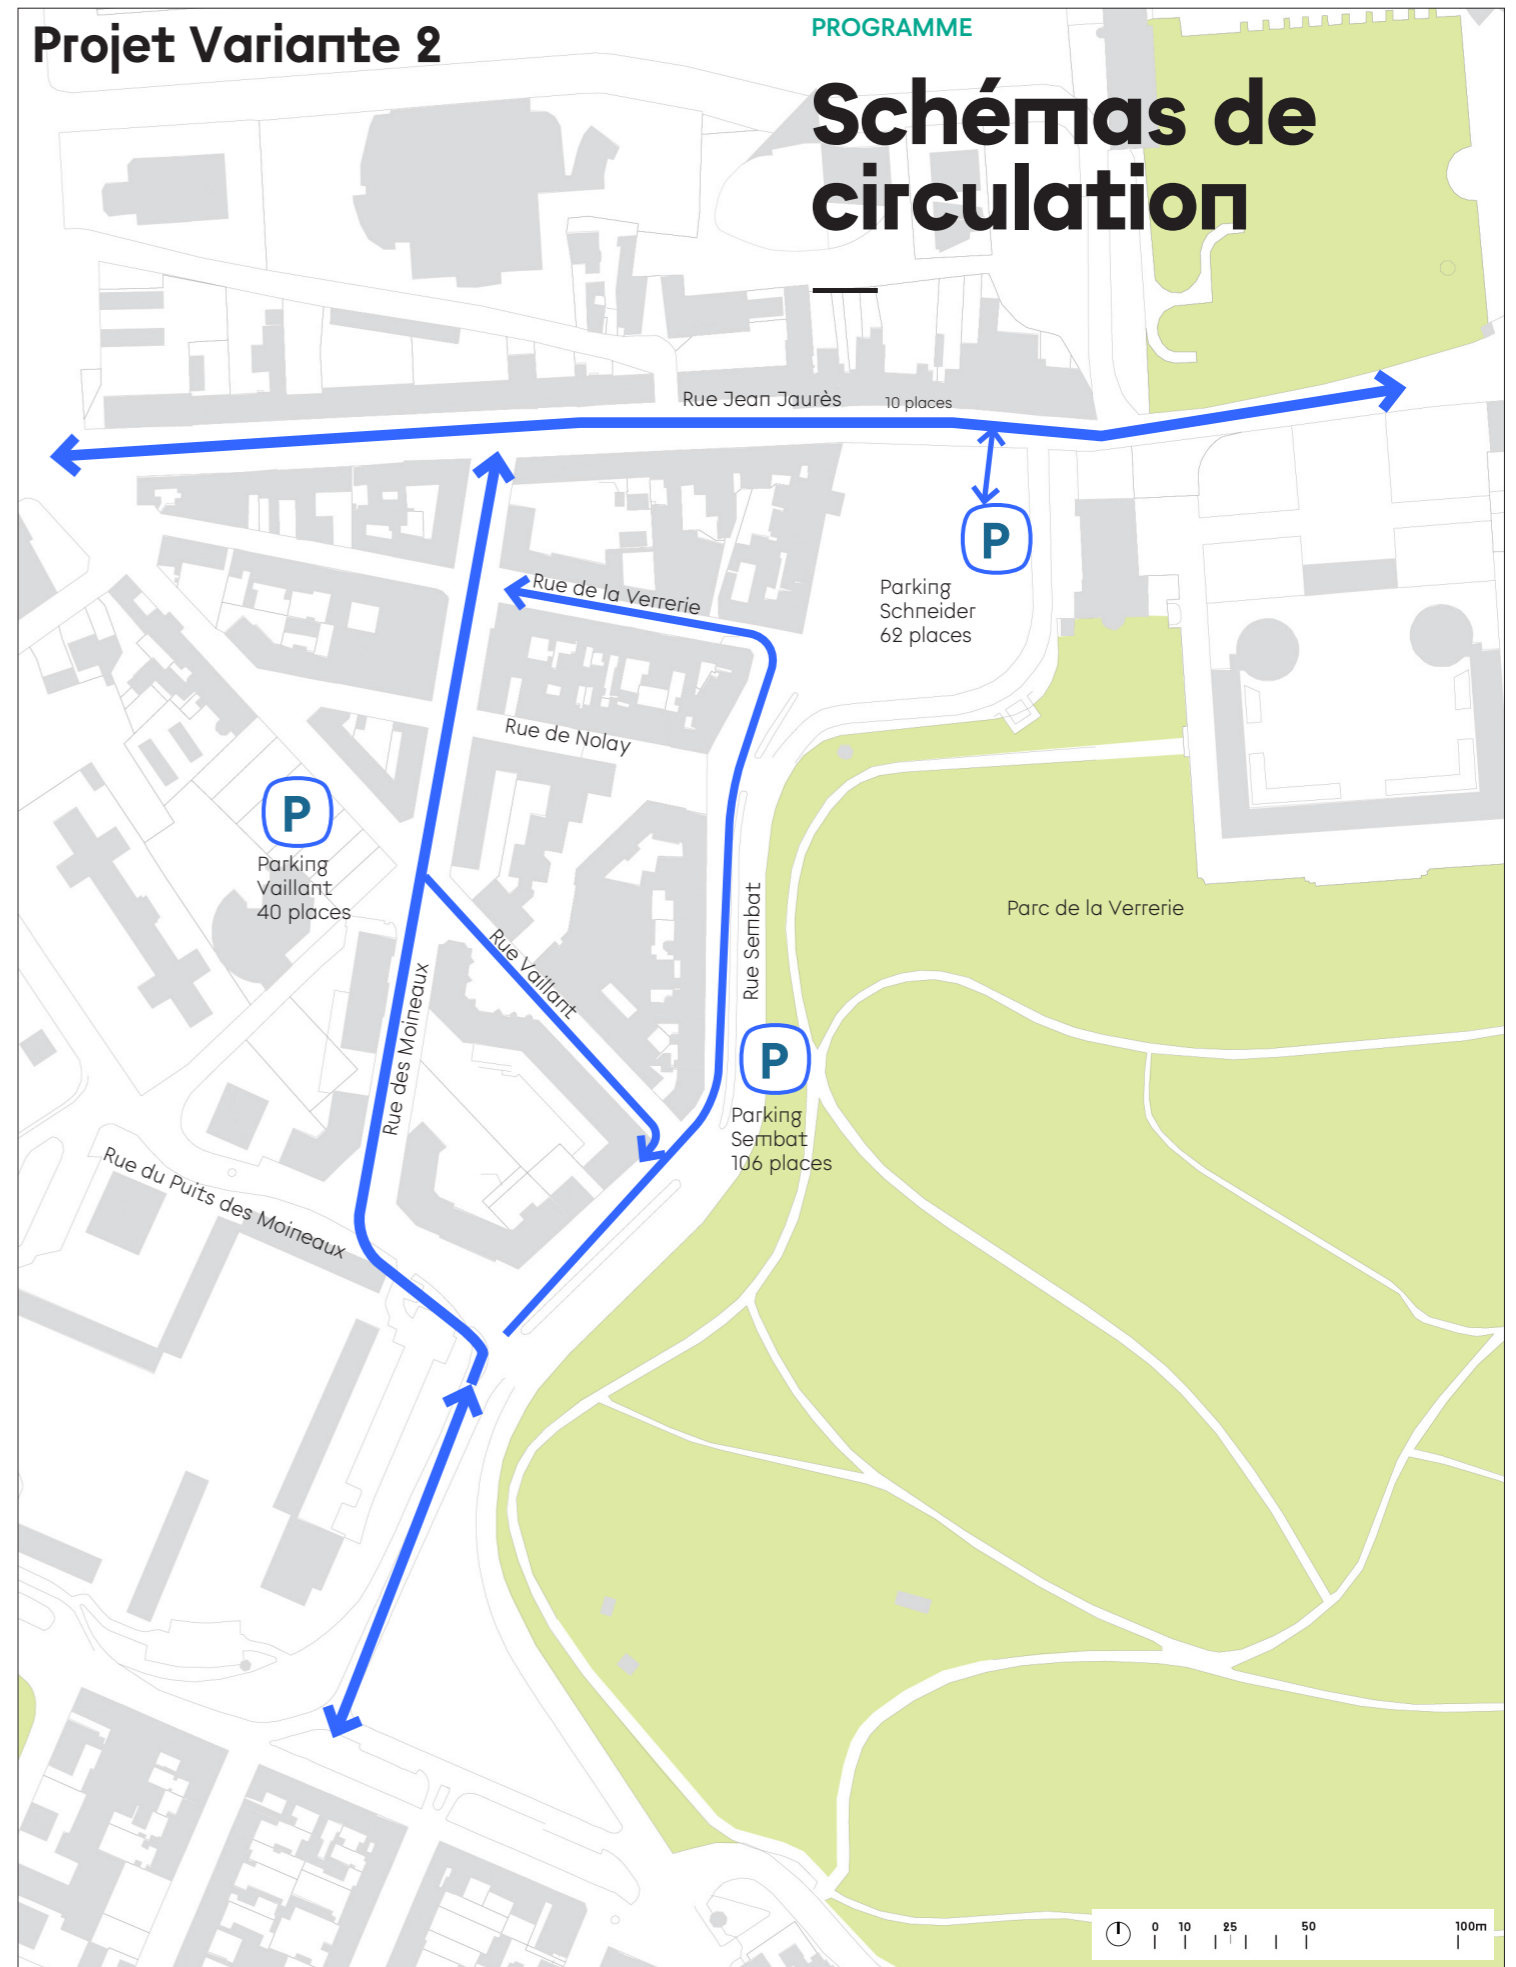 Projet Variante 2
PROGRAMME
Schémas de
circulation
Rue Jean Jaurès
10 places
P
Parking
Schneider
62 places
Rue de la Verrerie
Rue de Nolay
P
Parking
Vaillant
40 places
Rue Sembat
Parc de la Verrerie
Rue Vaillant
Rue des Moineaux
P
Parking
Sembat
106 places
Rue du Puits des Moineaux
0 10 25 50 100m